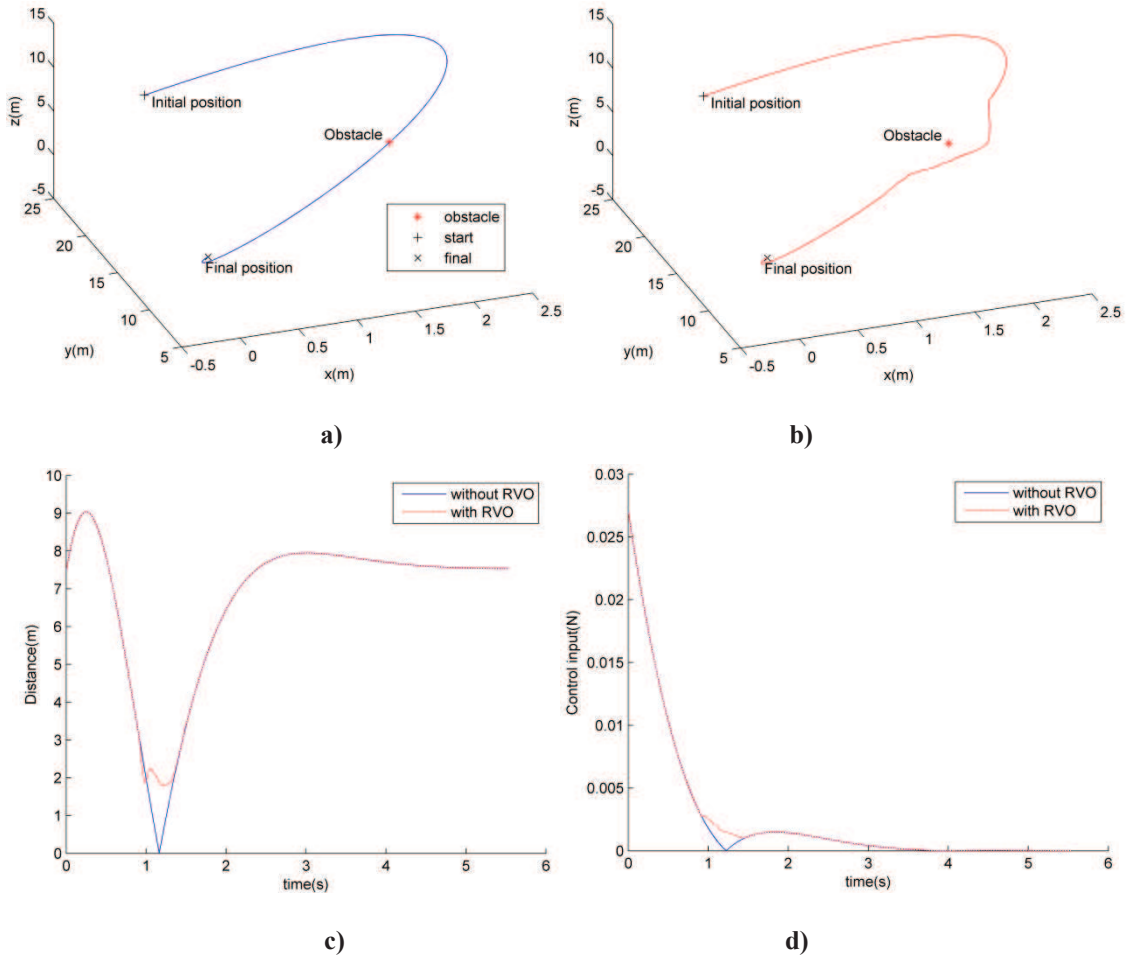 15
10
5
0
-5
z(m)
25
20
15
10
5
y(m)
-0.5
0
0.5
1
1.5
2
2.5
x(m)
Initial position
Obstacle
Final position
obstacle
start
final
a)
15
10
5
0
-5
z(m)
25
20
15
10
5
y(m)
-0.5
0
0.5
1
1.5
2
2.5
x(m)
Initial position
Obstacle
Final position
b)
10
9
8
7
6
5
4
3
2
1
0
Distance(m)
0
1
2
3
4
5
6
time(s)
without RVO
with RVO
c)
0.03
0.025
0.02
0.015
0.01
0.005
0
Control input(N)
0
1
2
3
4
5
6
time(s)
without RVO
with RVO
d)